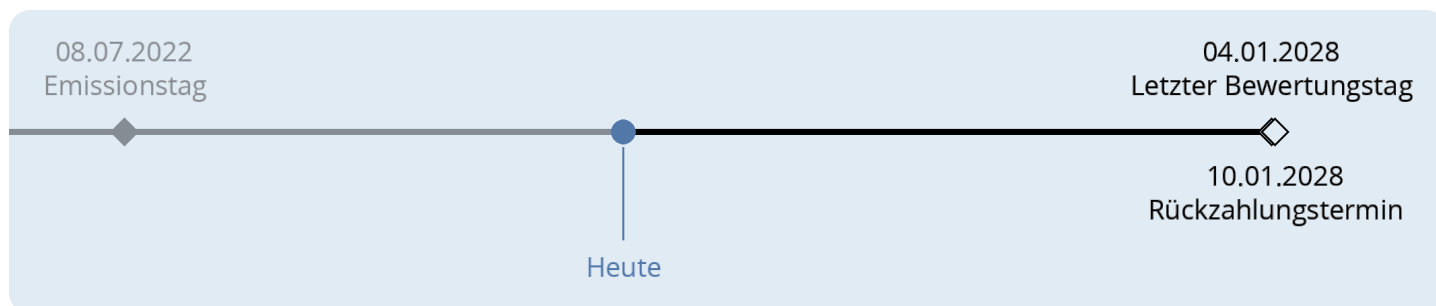 08.07.2022
Emissionstag
04.01.2028
Letzter Bewertungstag
10.01.2028
Rückzahlungstermin
Heute